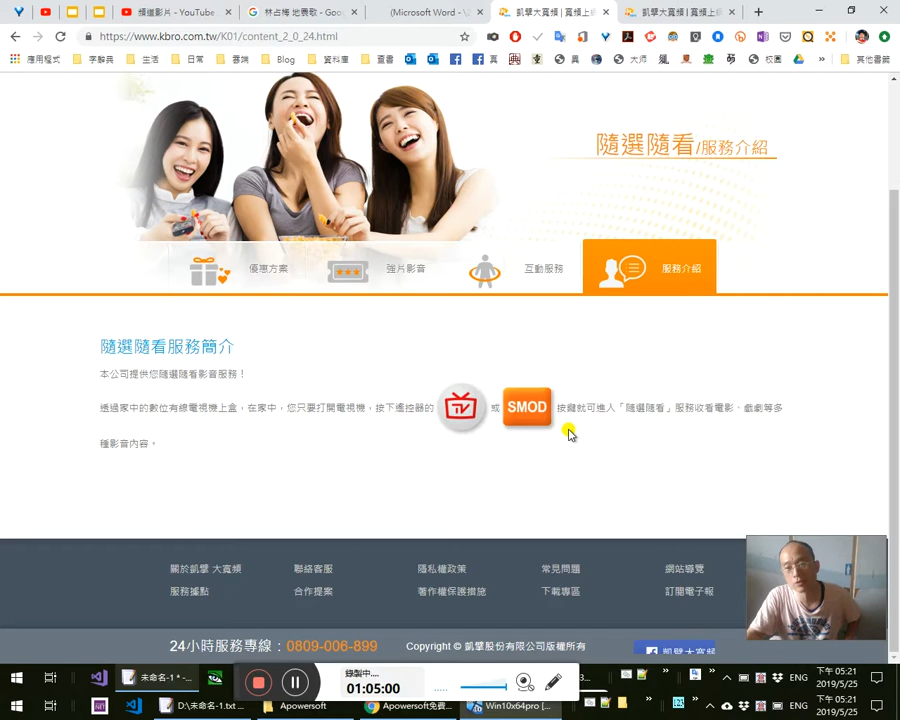 頻道影片 - YouTube
林占梅 地震歌 - Goo
(Microsoft Word - \
凱擘大寬頻 | 寬頻上
凱擘大寬頻 | 寬頻上
https://www.kbro.com.tw/K01/content_2_0_24.html
應用程式
字辭典
生活
日常
雲端
Blog
資料庫
查書
真
異
大師
校園
»
其他書籤
隨選隨看/服務介紹
優惠方案
強片影音
互動服務
服務介紹
隨選隨看服務簡介
本公司提供您隨選隨看影音服務！
透過家中的數位有線電視機上盒，在家中，您只要打開電視機，按下遙控器的 TV 或 SMOD 按鍵就可進入「隨選隨看」服務收看電影、戲劇等多
種影音內容。
關於凱擘 大寬頻
聯絡客服
隱私權政策
常見問題
網站導覽
服務據點
合作提案
著作權保護措施
下載專區
訂閱電子報
24小時服務專線：0809-006-899
Copyright © 凱擘股份有限公司版權所有
凱擘大寬頻
未命名-1 * -...
錄製中...
01:05:00
3...
ENG
下午 05:21
2019/5/25
D:\未命名-1.txt ...
Apowersoft
Apowersoft免費...
Win10x64pro [...
ENG
下午 05:21
2019/5/25